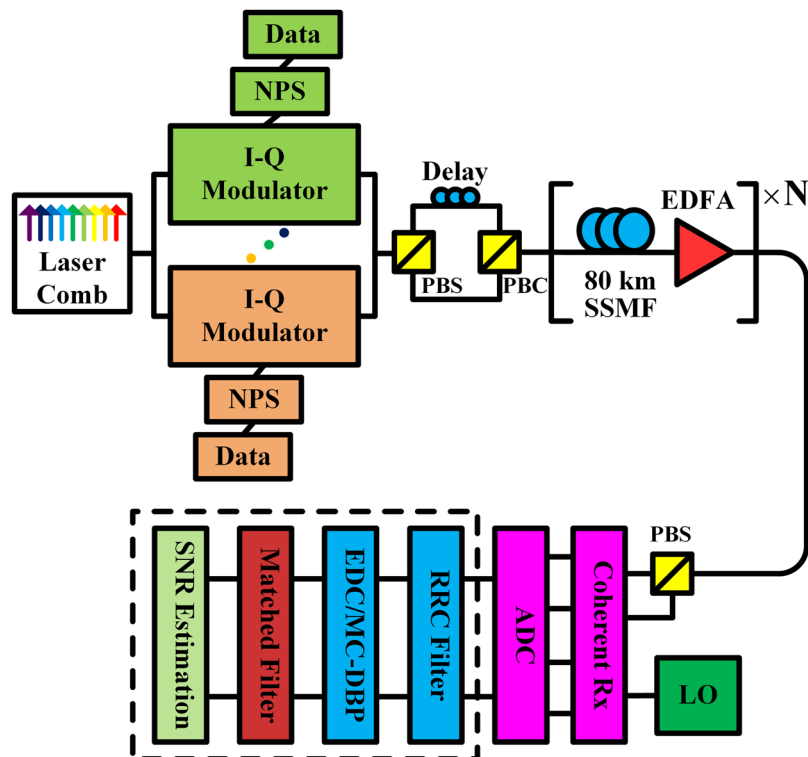 Data
NPS
I-Q
Modulator
Laser
Comb
I-Q
Modulator
NPS
Data
Delay
PBS
PBC
80 km
SSMF
EDFA
×N
SNR Estimation
Matched Filter
EDC/MC-DBP
RRC Filter
ADC
Coherent Rx
PBS
LO